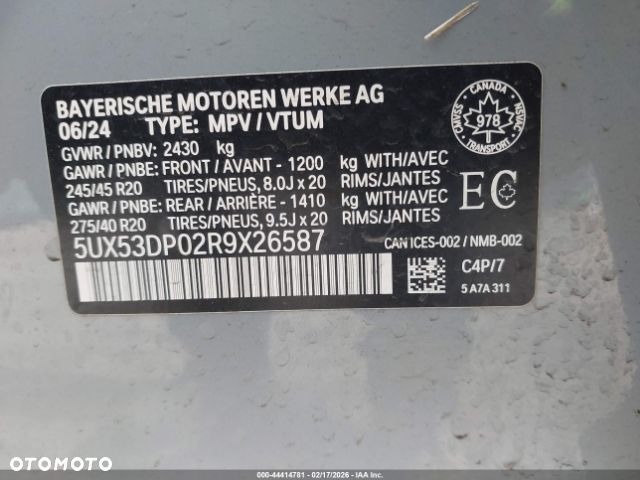 BAYERISCHE MOTOREN WERKE AG
06/24 TYPE: MPV / VTUM
GVWR / PNBV: 2430 kg
GAWR / PNBE: FRONT / AVANT - 1200 kg WITH/AVEC
245/45 R20 TIRES/PNEUS, 8.0J x 20 RIMS/JANTES
GAWR / PNBE: REAR / ARRIÈRE - 1410 kg WITH/AVEC
275/40 R20 TIRES/PNEUS, 9.5J x 20 RIMS/JANTES
5UX53DP02R9X26587
CANADA
CMVSS
NSVAC
978
EC
CAN ICES-002 / NMB-002
C4P/7
5 A7A 311
OTOMOTO
000-44414781 - 02/17/2026 - IAA Inc.